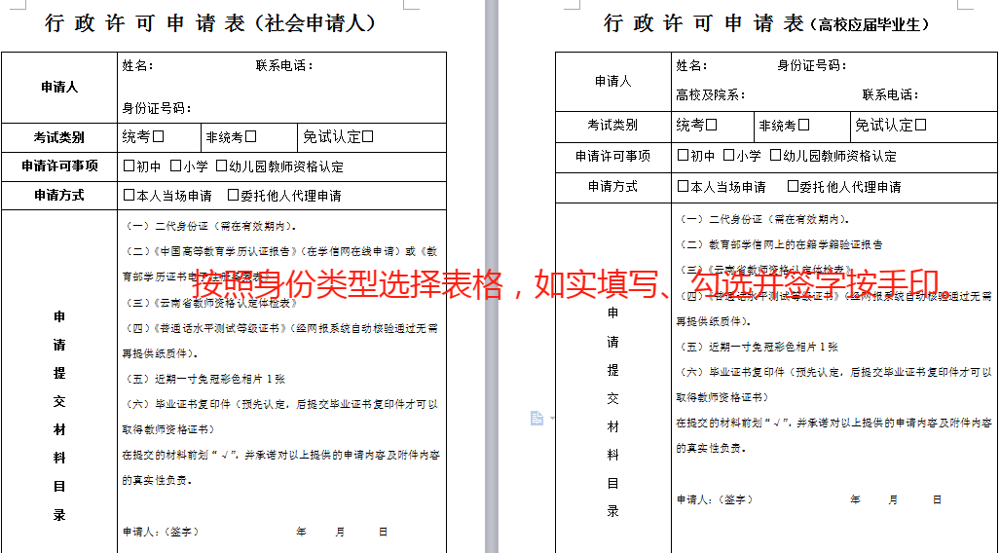 行 政 许 可 申 请 表（社会申请人）
申请人
姓名： 联系电话：
身份证号码：
考试类别 统考□ 非统考□ 免试认定□
申请许可事项 □初中 □小学 □幼儿园教师资格认定
申请方式 □本人当场申请 □委托他人代理申请
申请提交材料目录
（一）二代身份证（需在有效期内）。
（二）《中国高等教育学历认证报告》（在学信网在线申请）或《教
育部学历证书电子注册备案表》
（三）《云南省教师资格认定体检表》
（四）《普通话水平测试等级证书》（经网报系统自动核验通过无需
再提供纸质件）。
（五）近期一寸免冠彩色相片 1 张
（六）毕业证书复印件（预先认定，后提交毕业证书复印件才可以
取得教师资格证书）
在提交的材料前划“√”，并承诺对以上提供的申请内容及附件内容
的真实性负责。
申请人：（签字） 年 月 日
行 政 许 可 申 请 表（高校应届毕业生）
申请人
姓名： 身份证号码：
高校及院系： 联系电话：
考试类别 统考□ 非统考□ 免试认定□
申请许可事项 □初中 □小学 □幼儿园教师资格认定
申请方式 □本人当场申请 □委托他人代理申请
申请提交材料目录
（一）二代身份证（需在有效期内）。
（二）教育部学信网上的在籍学籍验证报告
（三）《云南省教师资格认定体检表》
（四）《普通话水平测试等级证书》（经网报系统自动核验通过无需
再提供纸质件）。
（五）近期一寸免冠彩色相片 1 张
（六）毕业证书复印件（预先认定，后提交毕业证书复印件才可以
取得教师资格证书）
在提交的材料前划“√”，并承诺对以上提供的申请内容及附件内容
的真实性负责。
申请人：（签字） 年 月 日
按照身份类型选择表格，如实填写、勾选并签字按手印。